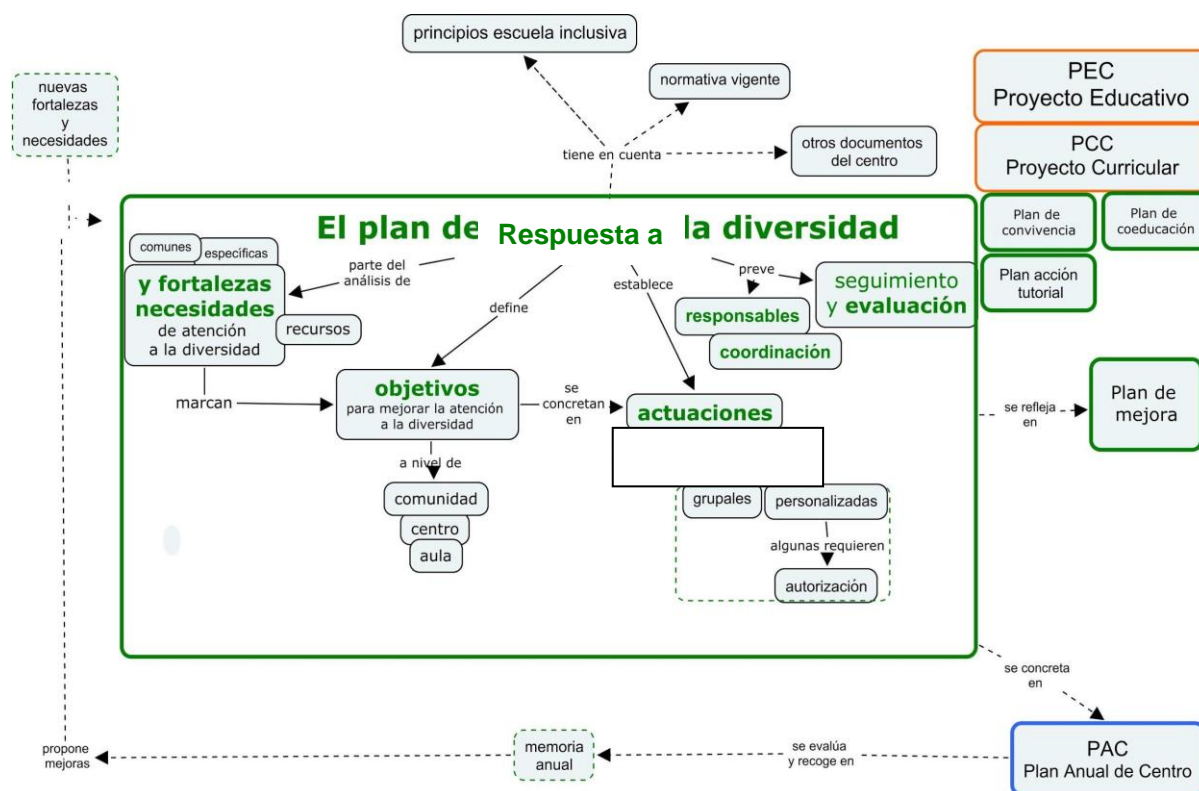 principios escuela inclusiva
normativa vigente
tiene en cuenta
otros documentos
del centro
nuevas
fortalezas
y
necesidades
PEC
Proyecto Educativo
PCC
Proyecto Curricular
Plan de
convivencia
Plan de
coeducación
Plan acción
tutorial
El plan de Respuesta a la diversidad
comunes
específicas
y fortalezas
necesidades
de atención
a la diversidad
recursos
parte del
análisis de
define
establece
preve
responsables
coordinación
seguimiento
y evaluación
marcan
objetivos
para mejorar la atención
a la diversidad
se
concretan
en
actuaciones
a nivel de
comunidad
centro
aula
grupales
personalizadas
algunas requieren
autorización
se refleja
en
Plan de
mejora
se concreta
en
PAC
Plan Anual de Centro
se evalúa
y recoge en
memoria
anual
propone
mejoras